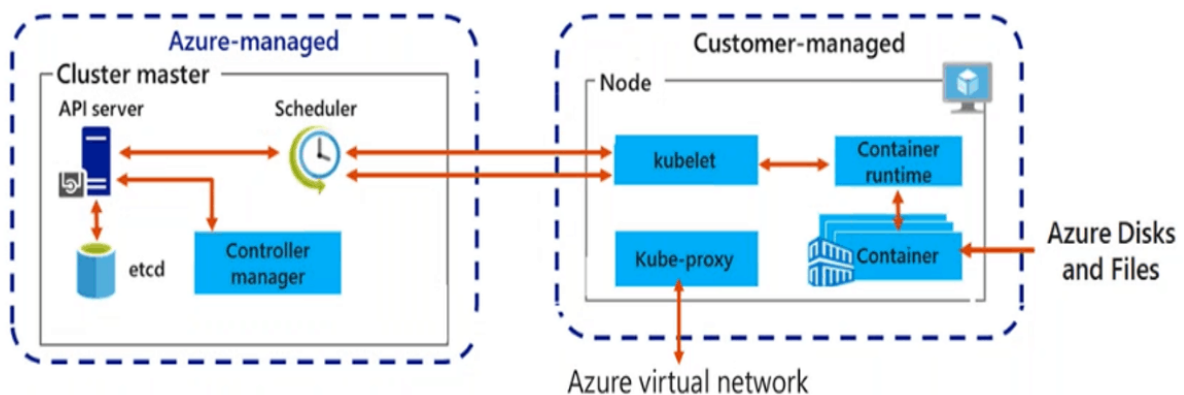 Azure-managed
Cluster master
API server
Scheduler
etcd
Controller
manager
Customer-managed
Node
kubelet
Container
runtime
Kube-proxy
Container
Azure Disks
and Files
Azure virtual network